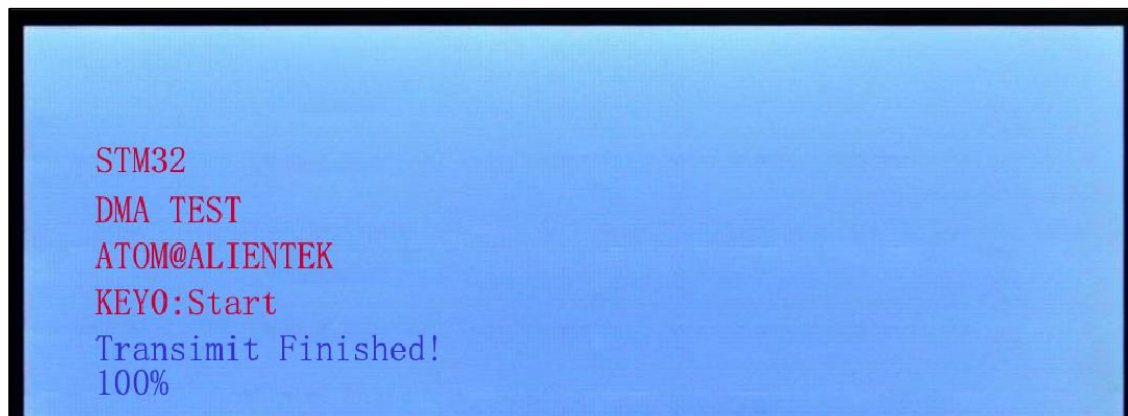 STM32
DMA TEST
ATOM@ALIENTEK
KEY0:Start
Transimit Finished!
100%